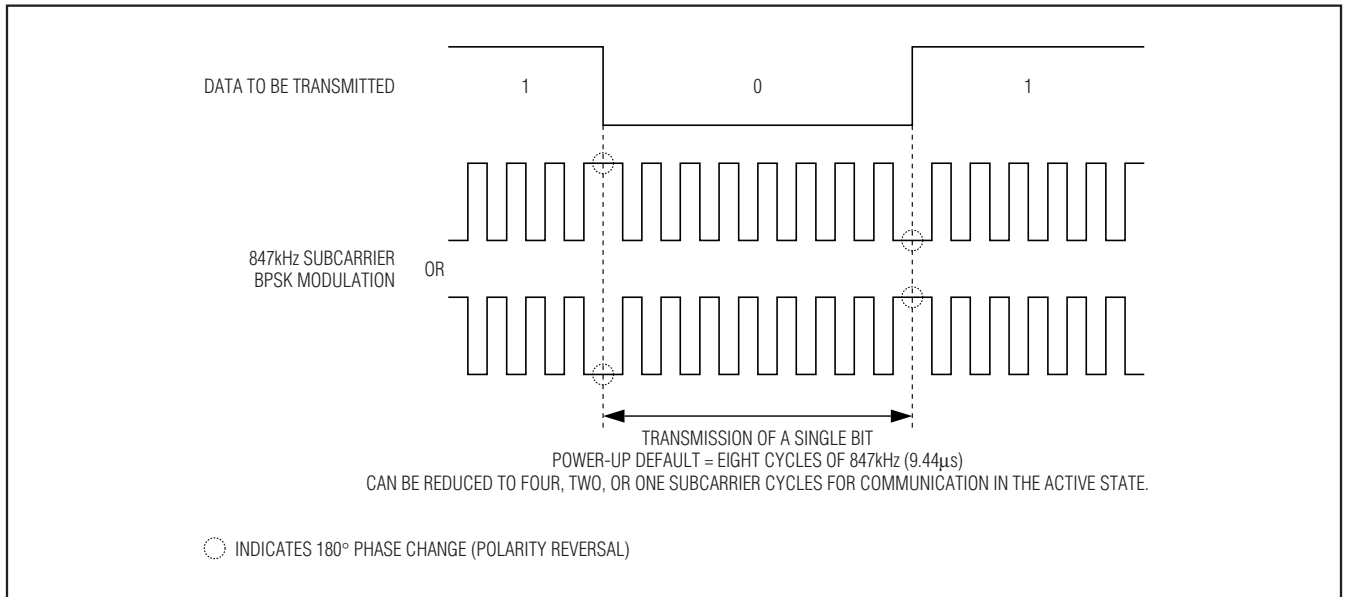 DATA TO BE TRANSMITTED
1
0
1
847kHz SUBCARRIER
BPSK MODULATION
OR
TRANSMISSION OF A SINGLE BIT
POWER-UP DEFAULT = EIGHT CYCLES OF 847kHz (9.44μs)
CAN BE REDUCED TO FOUR, TWO, OR ONE SUBCARRIER CYCLES FOR COMMUNICATION IN THE ACTIVE STATE.
INDICATES 180° PHASE CHANGE (POLARITY REVERSAL)